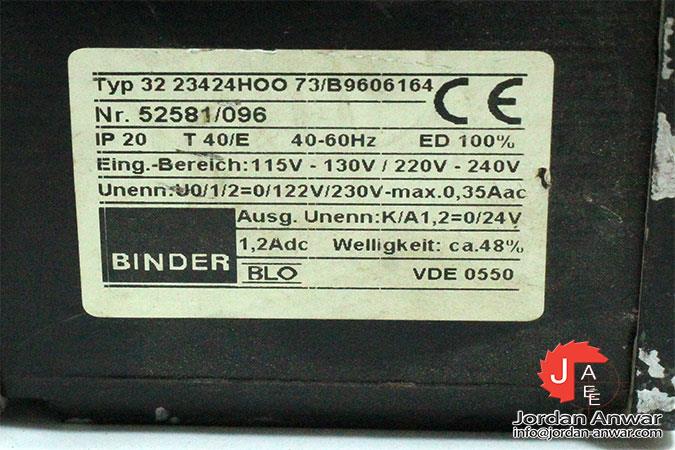 Typ 32 23424HOO 73/B9606164
CE
Nr. 52581/096
IP 20 T 40/E 40-60Hz ED 100%
Eing.-Bereich:115V - 130V / 220V - 240V
Unenn:U0/1/2=0/122V/230V-max.0,35Aac
Ausg. Unenn:K/A1,2=0/24V
1,2Adc Welligkeit: ca.48%
BINDER
BLO VDE 0550
JAEE
Jordan Anwar
info@jordan-anwar.com